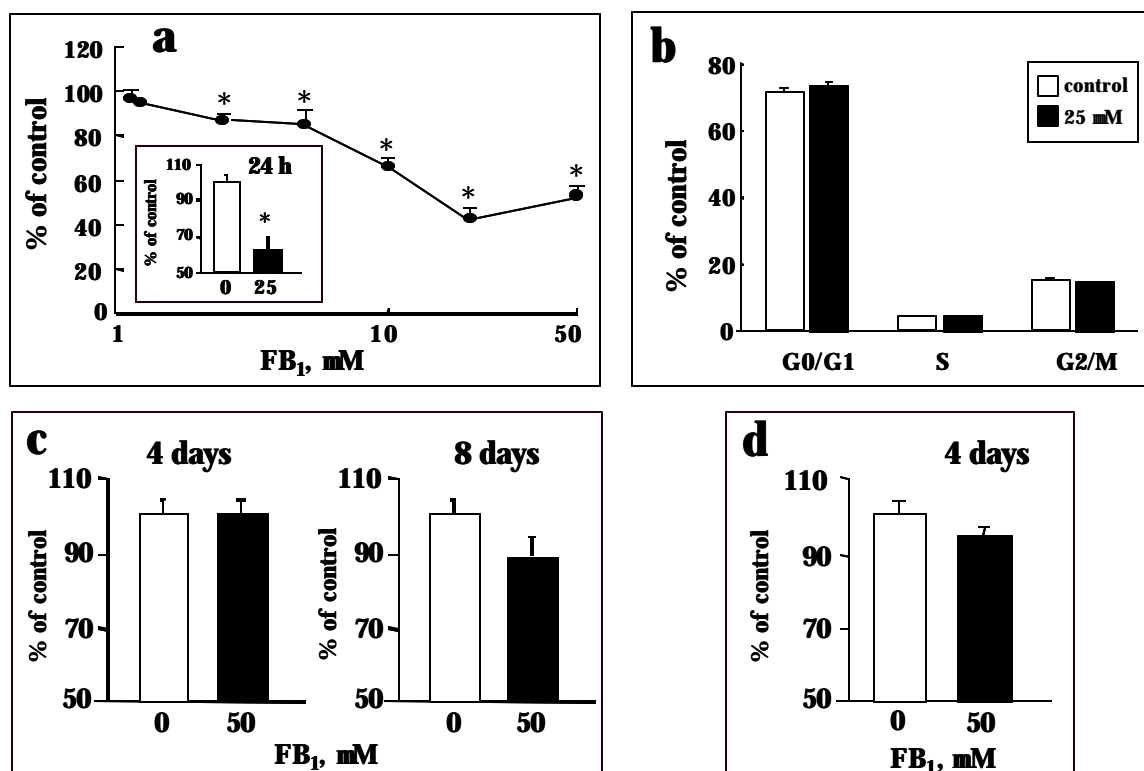 a
120
100
80
60
40
20
0
% of control
* * * * *
24 h
110
90
70
50
% of control
*
0 25
1 10 50
FB₁, mM
b
80
60
40
20
0
% of control
control
25 mM
G0/G1 S G2/M
c
4 days
110
90
70
50
% of control
0 50
8 days
110
90
70
50
% of control
0 50
FB₁, mM
d
4 days
110
90
70
50
% of control
0 50
FB₁, mM